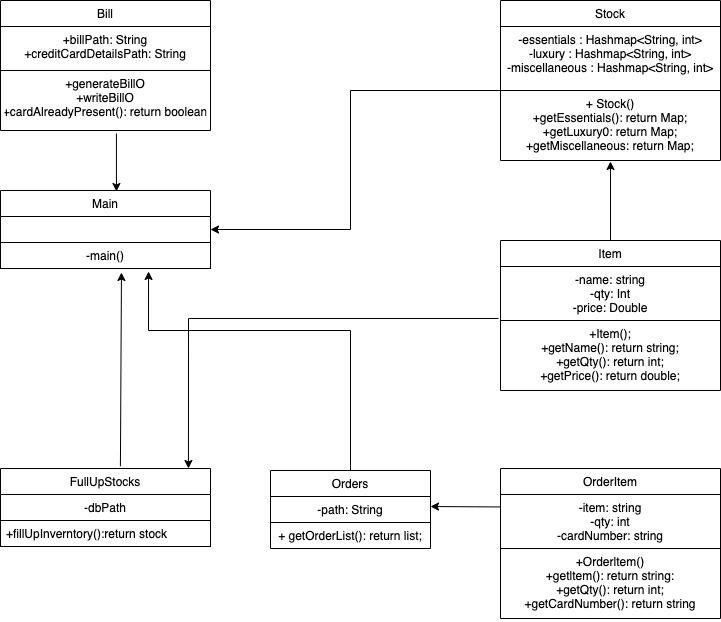 Bill
+billPath: String
+creditCardDetailsPath: String
+generateBillO
+writeBillO
+cardAlreadyPresent(): return boolean
Stock
-essentials : Hashmap<String, int>
-luxury : Hashmap<String, int>
-miscellaneous : Hashmap<String, int>
+ Stock()
+getEssentials(): return Map;
+getLuxury0: return Map;
+getMiscellaneous: return Map;
Main
-main()
Item
-name: string
-qty: Int
-price: Double
+Item();
+getName(): return string;
+getQty(): return int;
+getPrice(): return double;
FullUpStocks
-dbPath
+fillUpInverntory():return stock
Orders
-path: String
+ getOrderList(): return list;
OrderItem
-item: string
-qty: int
-cardNumber: string
+OrderItem()
+getItem(): return string:
+getQty(): return int;
+getCardNumber(): return string